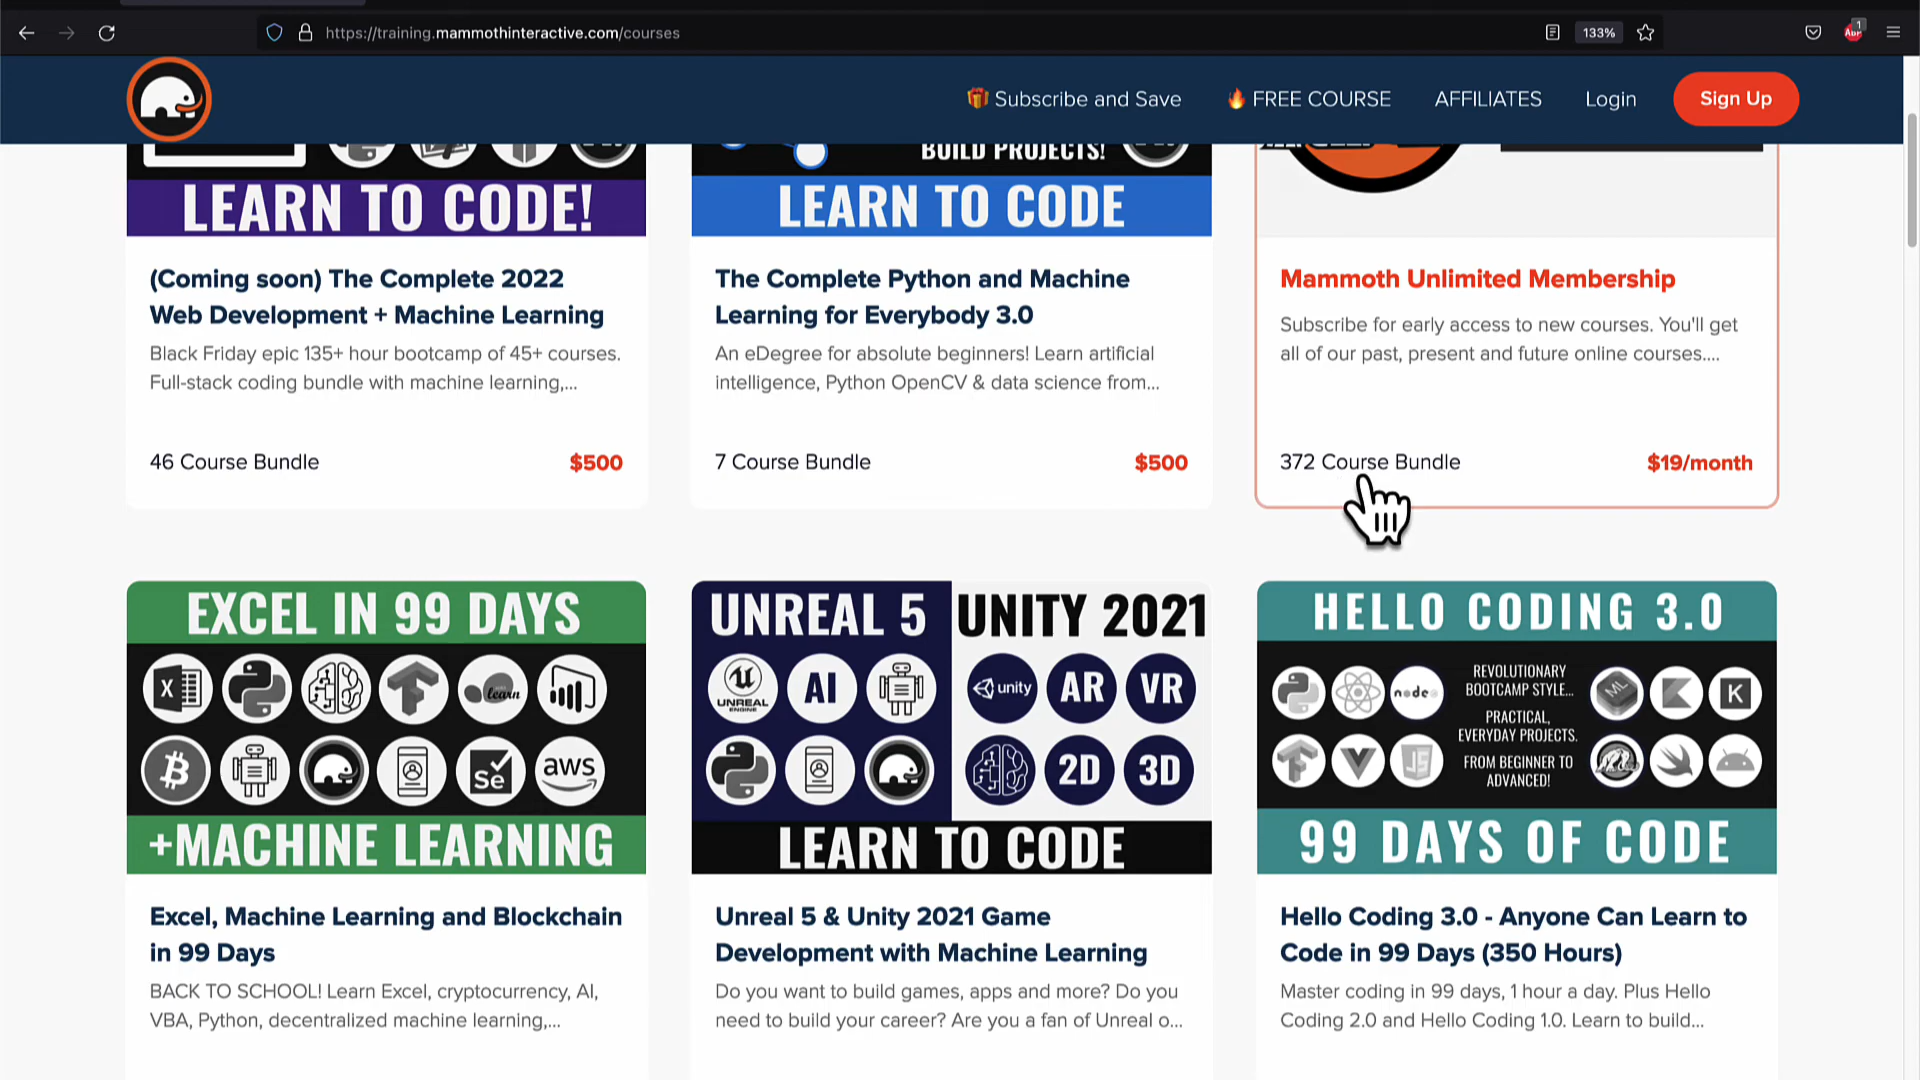 https://training.mammothinteractive.com/courses
133%
1
ABP
Subscribe and Save
FREE COURSE
AFFILIATES
Login
Sign Up
BUILD PROJECTS!
LEARN TO CODE!
LEARN TO CODE
(Coming soon) The Complete 2022
Web Development + Machine Learning
Black Friday epic 135+ hour bootcamp of 45+ courses.
Full-stack coding bundle with machine learning,...
46 Course Bundle
$500
The Complete Python and Machine
Learning for Everybody 3.0
An eDegree for absolute beginners! Learn artificial
intelligence, Python OpenCV & data science from...
7 Course Bundle
$500
Mammoth Unlimited Membership
Subscribe for early access to new courses. You'll get
all of our past, present and future online courses....
372 Course Bundle
$19/month
EXCEL IN 99 DAYS
X
learn
Se
aws
+MACHINE LEARNING
Excel, Machine Learning and Blockchain
in 99 Days
BACK TO SCHOOL! Learn Excel, cryptocurrency, AI,
VBA, Python, decentralized machine learning,...
UNREAL 5
UNITY 2021
UNREAL
ENGINE
AI
unity
AR
VR
2D
3D
LEARN TO CODE
Unreal 5 & Unity 2021 Game
Development with Machine Learning
Do you want to build games, apps and more? Do you
need to build your career? Are you a fan of Unreal o...
HELLO CODING 3.0
node
REVOLUTIONARY
BOOTCAMP STYLE...
PRACTICAL,
EVERYDAY PROJECTS.
FROM BEGINNER TO
ADVANCED!
ML
K
JS
99 DAYS OF CODE
Hello Coding 3.0 - Anyone Can Learn to
Code in 99 Days (350 Hours)
Master coding in 99 days, 1 hour a day. Plus Hello
Coding 2.0 and Hello Coding 1.0. Learn to build...